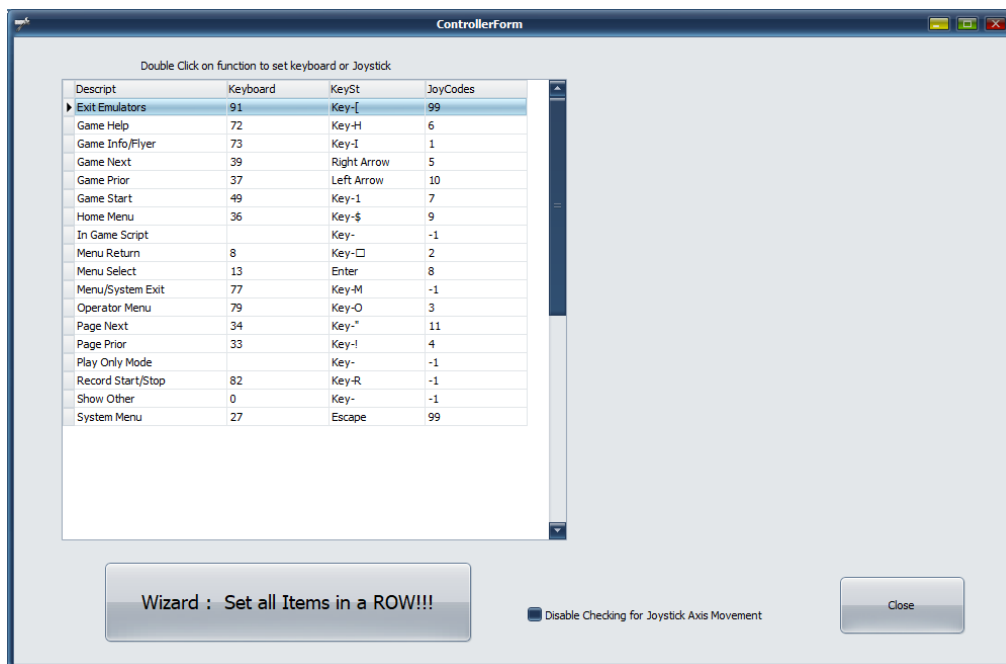 ControllerForm
Double Click on function to set keyboard or Joystick
Descript Keyboard KeySt JoyCodes
Exit Emulators 91 Key-[ 99
Game Help 72 Key-H 6
Game Info/Flyer 73 Key-I 1
Game Next 39 Right Arrow 5
Game Prior 37 Left Arrow 10
Game Start 49 Key-1 7
Home Menu 36 Key-$ 9
In Game Script Key- -1
Menu Return 8 Key-□ 2
Menu Select 13 Enter 8
Menu/System Exit 77 Key-M -1
Operator Menu 79 Key-O 3
Page Next 34 Key-" 11
Page Prior 33 Key-! 4
Play Only Mode Key- -1
Record Start/Stop 82 Key-R -1
Show Other 0 Key- -1
System Menu 27 Escape 99
Wizard : Set all Items in a ROW!!!
Disable Checking for Joystick Axis Movement
Close